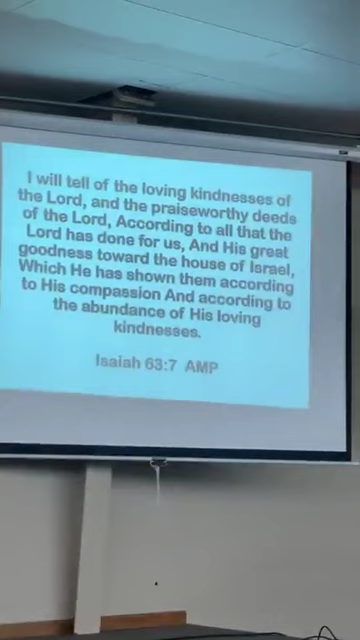 I will tell of the loving kindnesses of
the Lord, and the praiseworthy deeds
of the Lord, According to all that the
Lord has done for us, And His great
goodness toward the house of Israel,
Which He has shown them according
to His compassion And according to
the abundance of His loving
kindnesses.
Isaiah 63:7 AMP